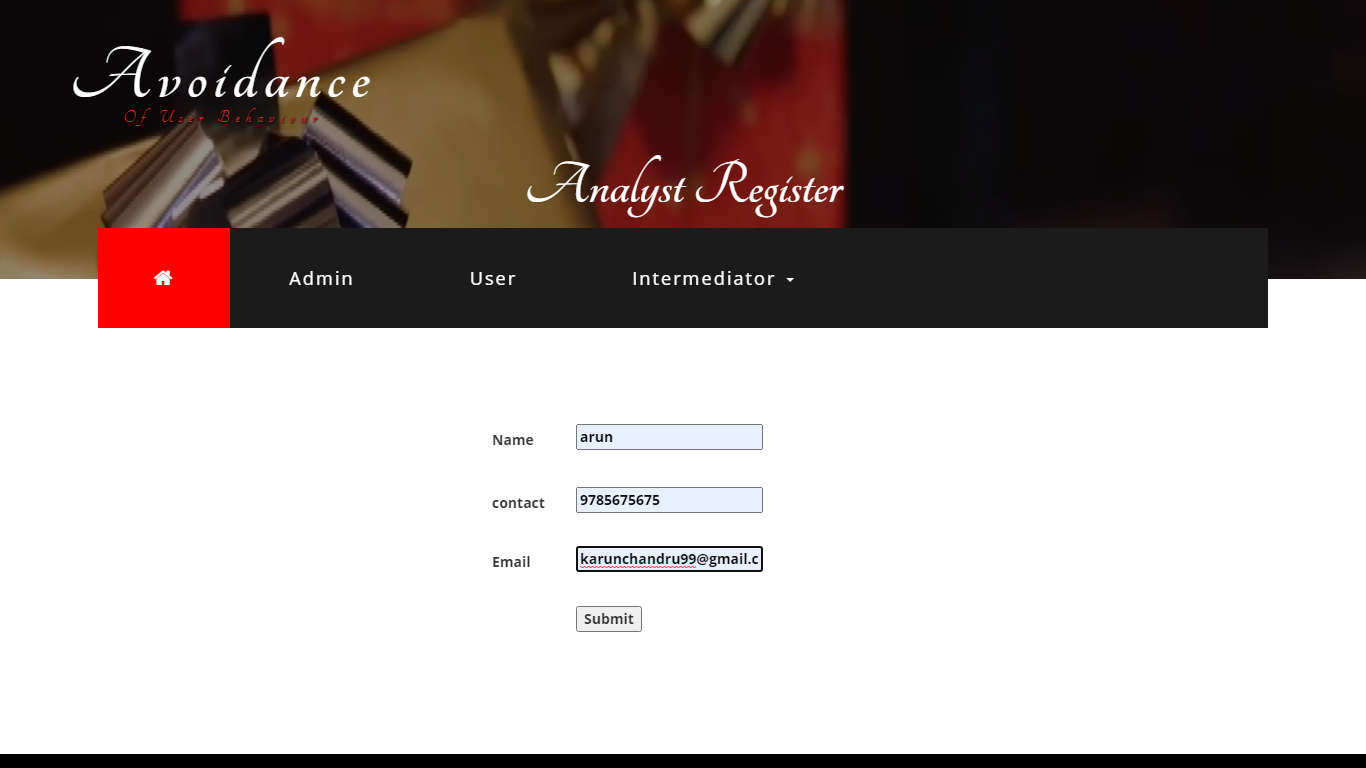 Avoidance
Of User Behaviour
Analyst Register
Admin
User
Intermediator
Name
arun
contact
9785675675
Email
karunchandru99@gmail.c
Submit